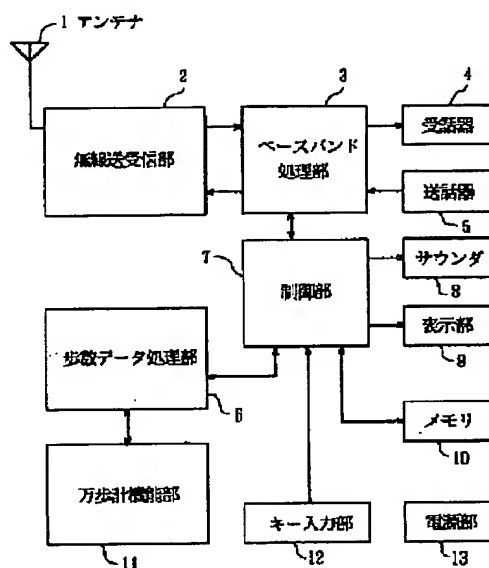 1 アンテナ
2
無線送受信部
3
ベースバンド
処理部
4
受話器
送話器
5
7
制御部
サウンダ
8
表示部
9
歩数データ処理部
6
メモリ
10
万歩計機能部
11
キー入力部
12
電源部
13